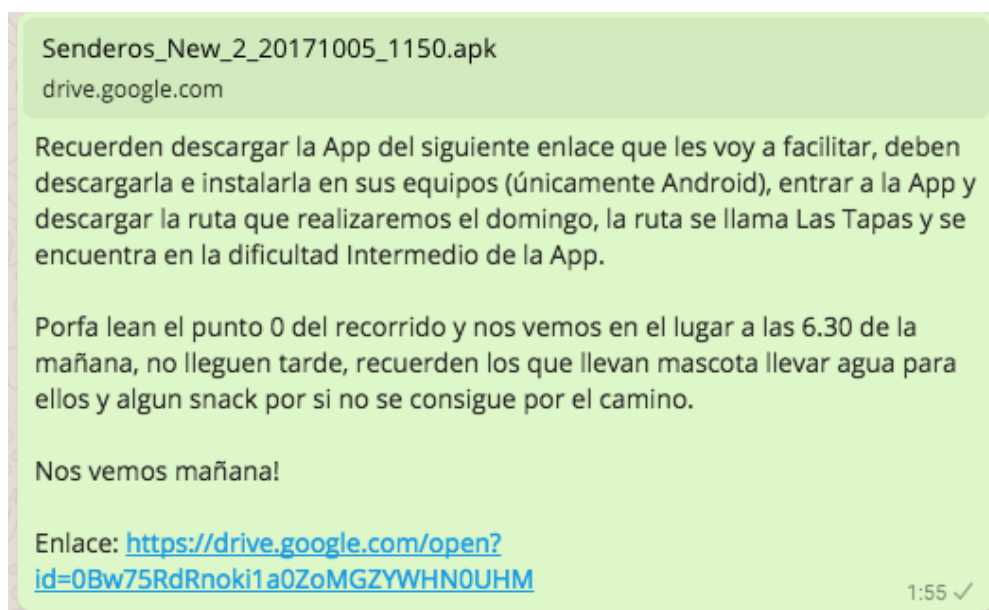 Senderos_New_2_20171005_1150.apk
drive.google.com
Recuerden descargar la App del siguiente enlace que les voy a facilitar, deben
descargarla e instalarla en sus equipos (únicamente Android), entrar a la App y
descargar la ruta que realizaremos el domingo, la ruta se llama Las Tapas y se
encuentra en la dificultad Intermedio de la App.
Porfa lean el punto 0 del recorrido y nos vemos en el lugar a las 6.30 de la
mañana, no lleguen tarde, recuerden los que llevan mascota llevar agua para
ellos y algun snack por si no se consigue por el camino.
Nos vemos mañana!
Enlace: https://drive.google.com/open?
id=0Bw75RdRnoki1a0ZoMGZYWHN0UHM
1:55